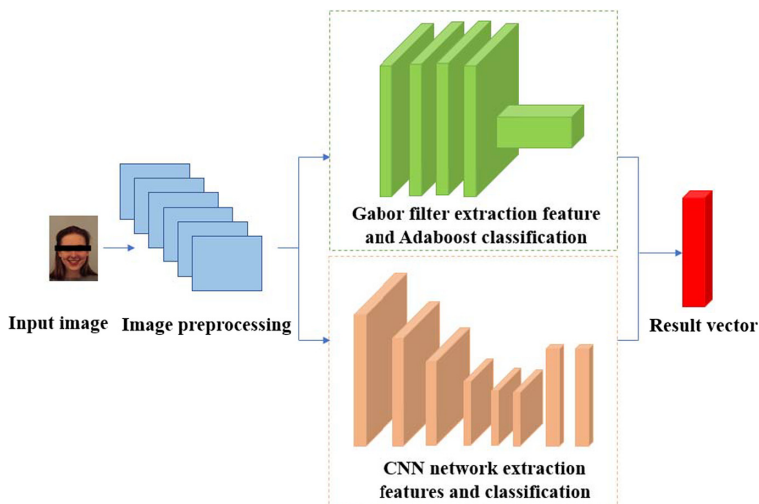 Gabor filter extraction feature
and Adaboost classification
Input image
Image preprocessing
Result vector
CNN network extraction
features and classification